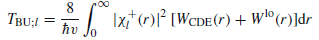 T_{BU;l} = \frac{8}{\hbar v} \int_0^\infty |\chi_l^+(r)|^2 [W_{CDE}(r) + W^{lo}(r)]dr